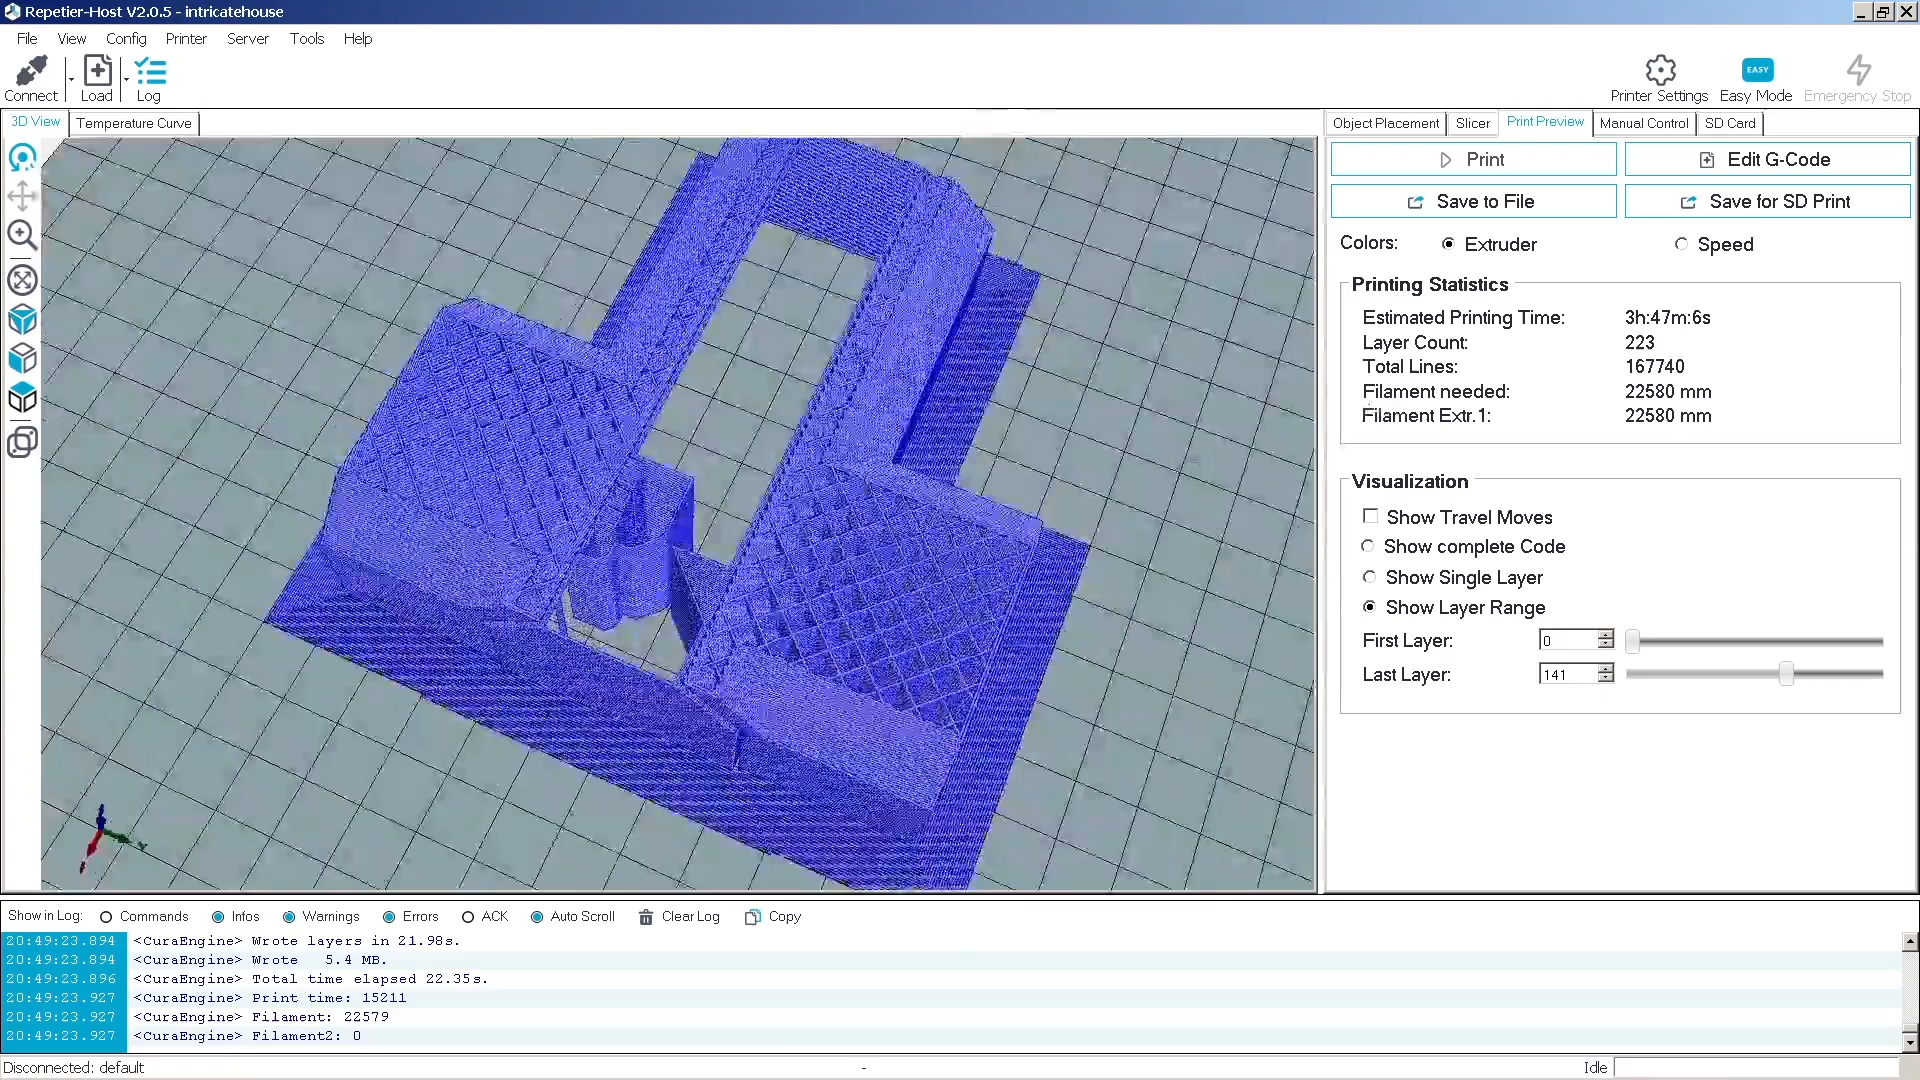 Repetier-Host V2.0.5 - intricatehouse
File View Config Printer Server Tools Help
Connect Load Log Printer Settings EASY Easy Mode Emergency Stop
3D View Temperature Curve Object Placement Slicer Print Preview Manual Control SD Card
Print Edit G-Code
Save to File Save for SD Print
Colors: Extruder Speed
Printing Statistics
Estimated Printing Time: 3h:47m:6s
Layer Count: 223
Total Lines: 167740
Filament needed: 22580 mm
Filament Extr.1: 22580 mm
Visualization
Show Travel Moves
Show complete Code
Show Single Layer
Show Layer Range
First Layer: 0
Last Layer: 141
Show in Log: Commands Infos Warnings Errors ACK Auto Scroll Clear Log Copy
20:49:23.894 <CuraEngine> Wrote layers in 21.98s.
20:49:23.894 <CuraEngine> Wrote 5.4 MB.
20:49:23.896 <CuraEngine> Total time elapsed 22.35s.
20:49:23.927 <CuraEngine> Print time: 15211
20:49:23.927 <CuraEngine> Filament: 22579
20:49:23.927 <CuraEngine> Filament2: 0
Disconnected: default - Idle